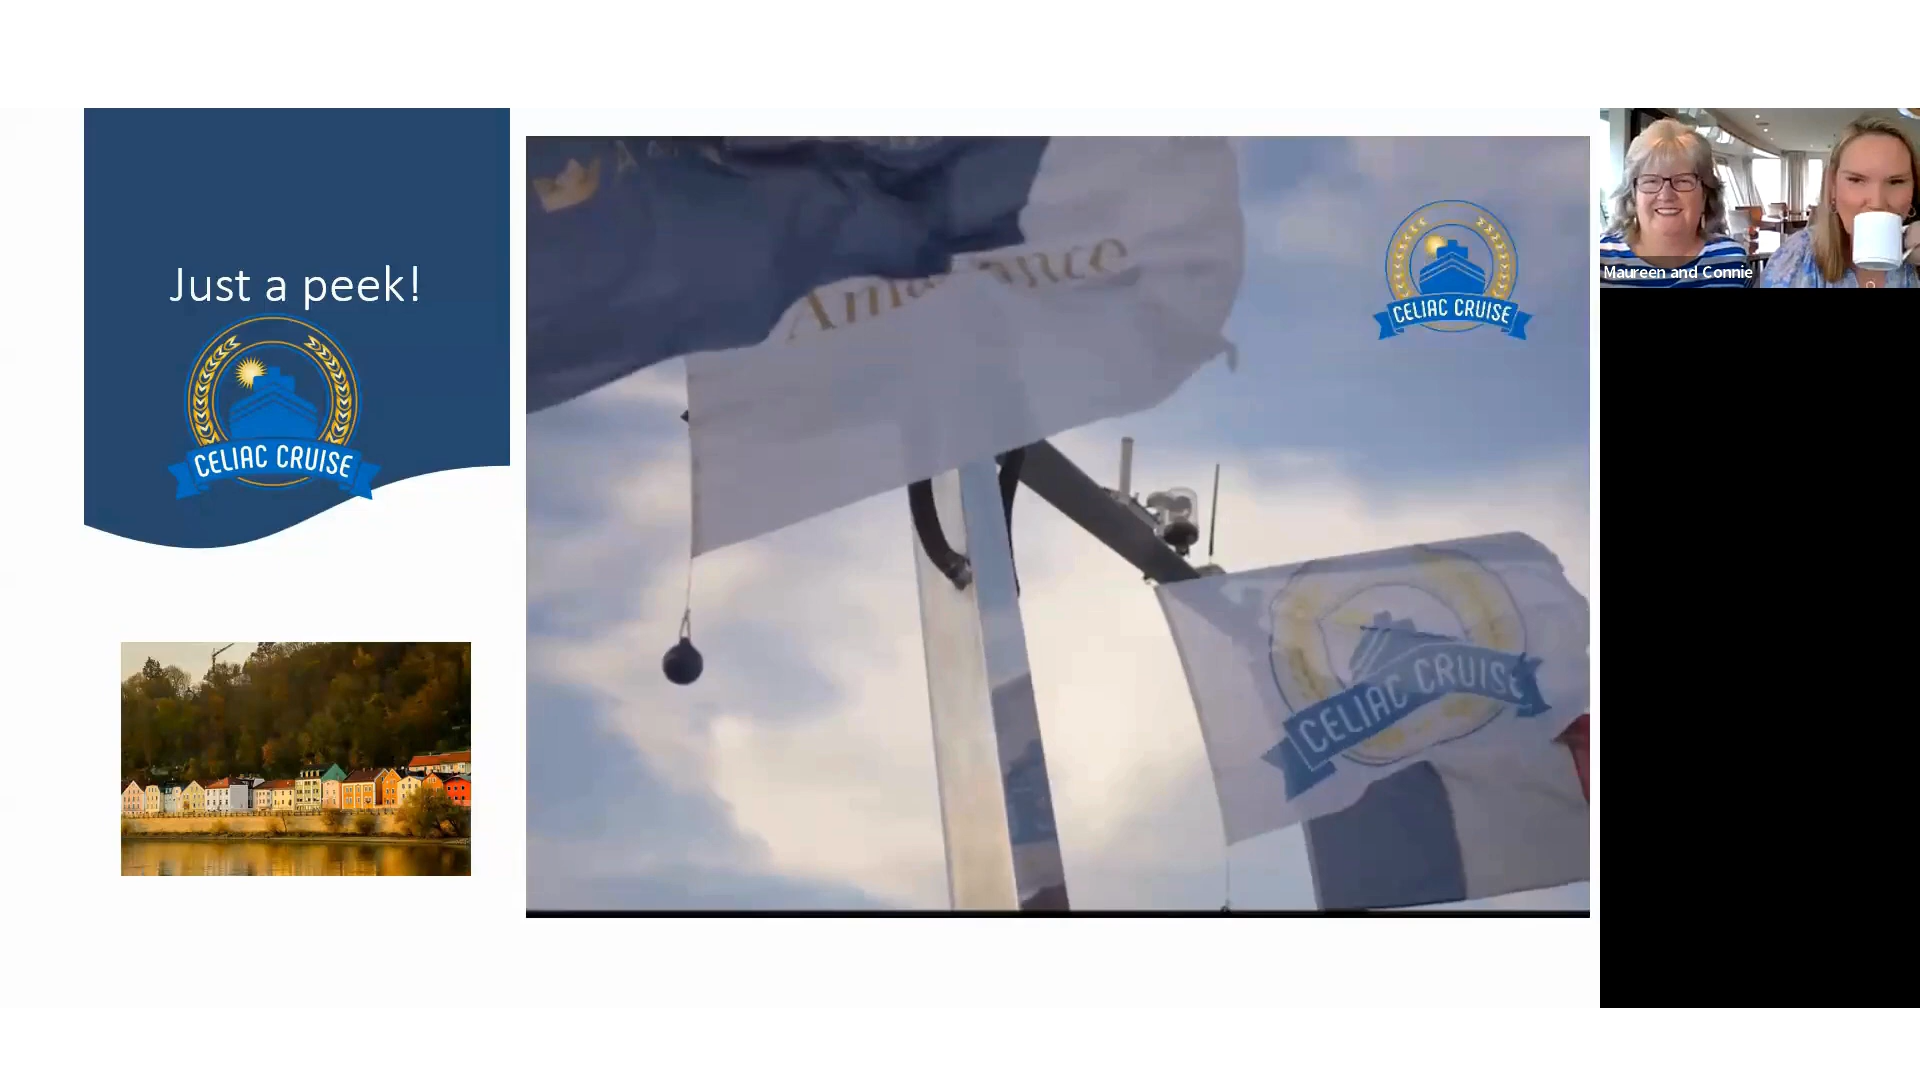 Just a peek!
CELIAC CRUISE
CELIAC CRUISE
CELIAC CRUISE
Maureen and Connie